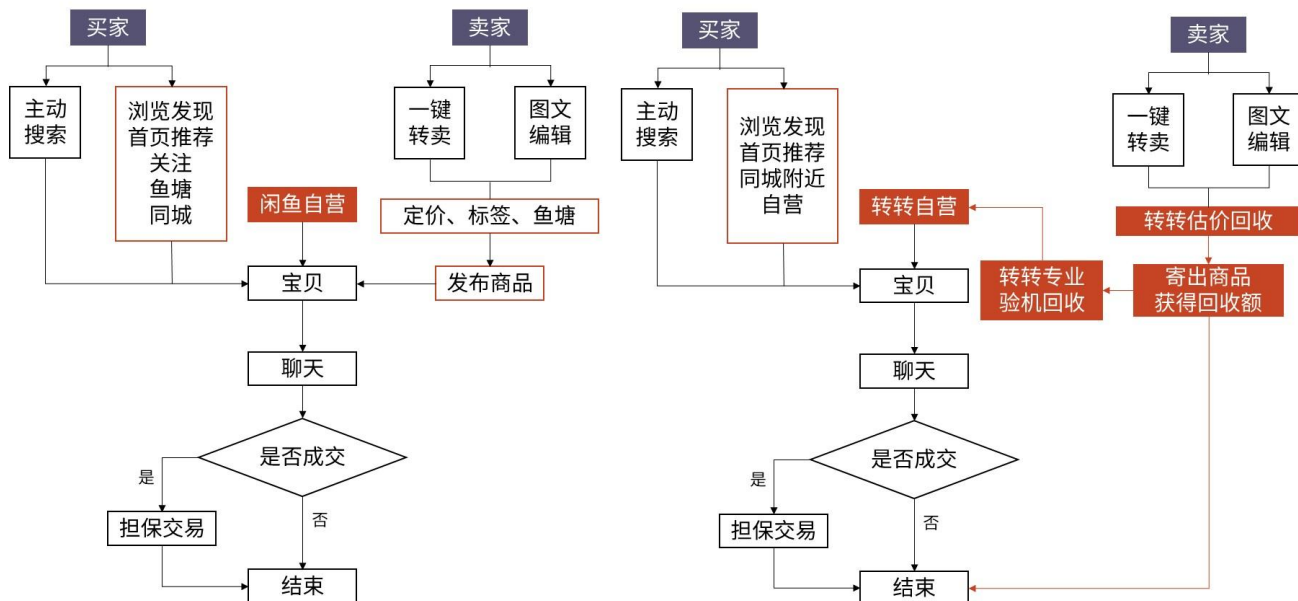 买家
卖家
主动
搜索
浏览发现
首页推荐
关注
鱼塘
同城
一键
转卖
图文
编辑
闲鱼自营
定价、标签、鱼塘
宝贝
发布商品
聊天
是否成交
是
否
担保交易
结束
买家
卖家
主动
搜索
浏览发现
首页推荐
同城附近
自营
一键
转卖
图文
编辑
转转自营
转转估价回收
宝贝
转转专业
验机回收
寄出商品
获得回收额
聊天
是否成交
是
否
担保交易
结束